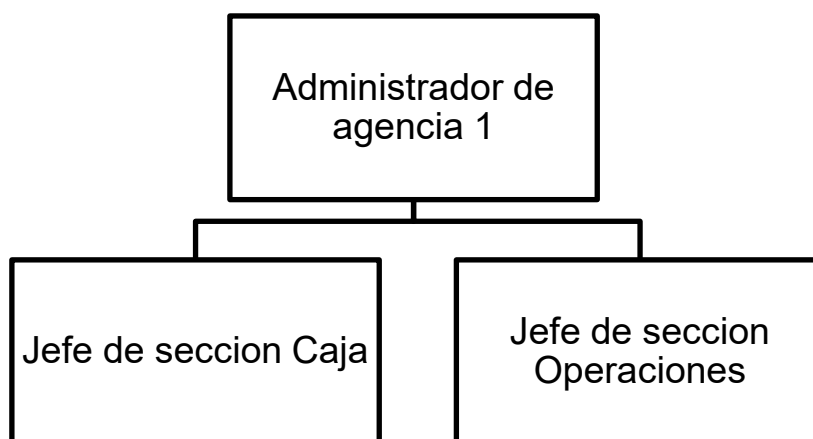 Administrador de
agencia 1
Jefe de seccion Caja
Jefe de seccion
Operaciones